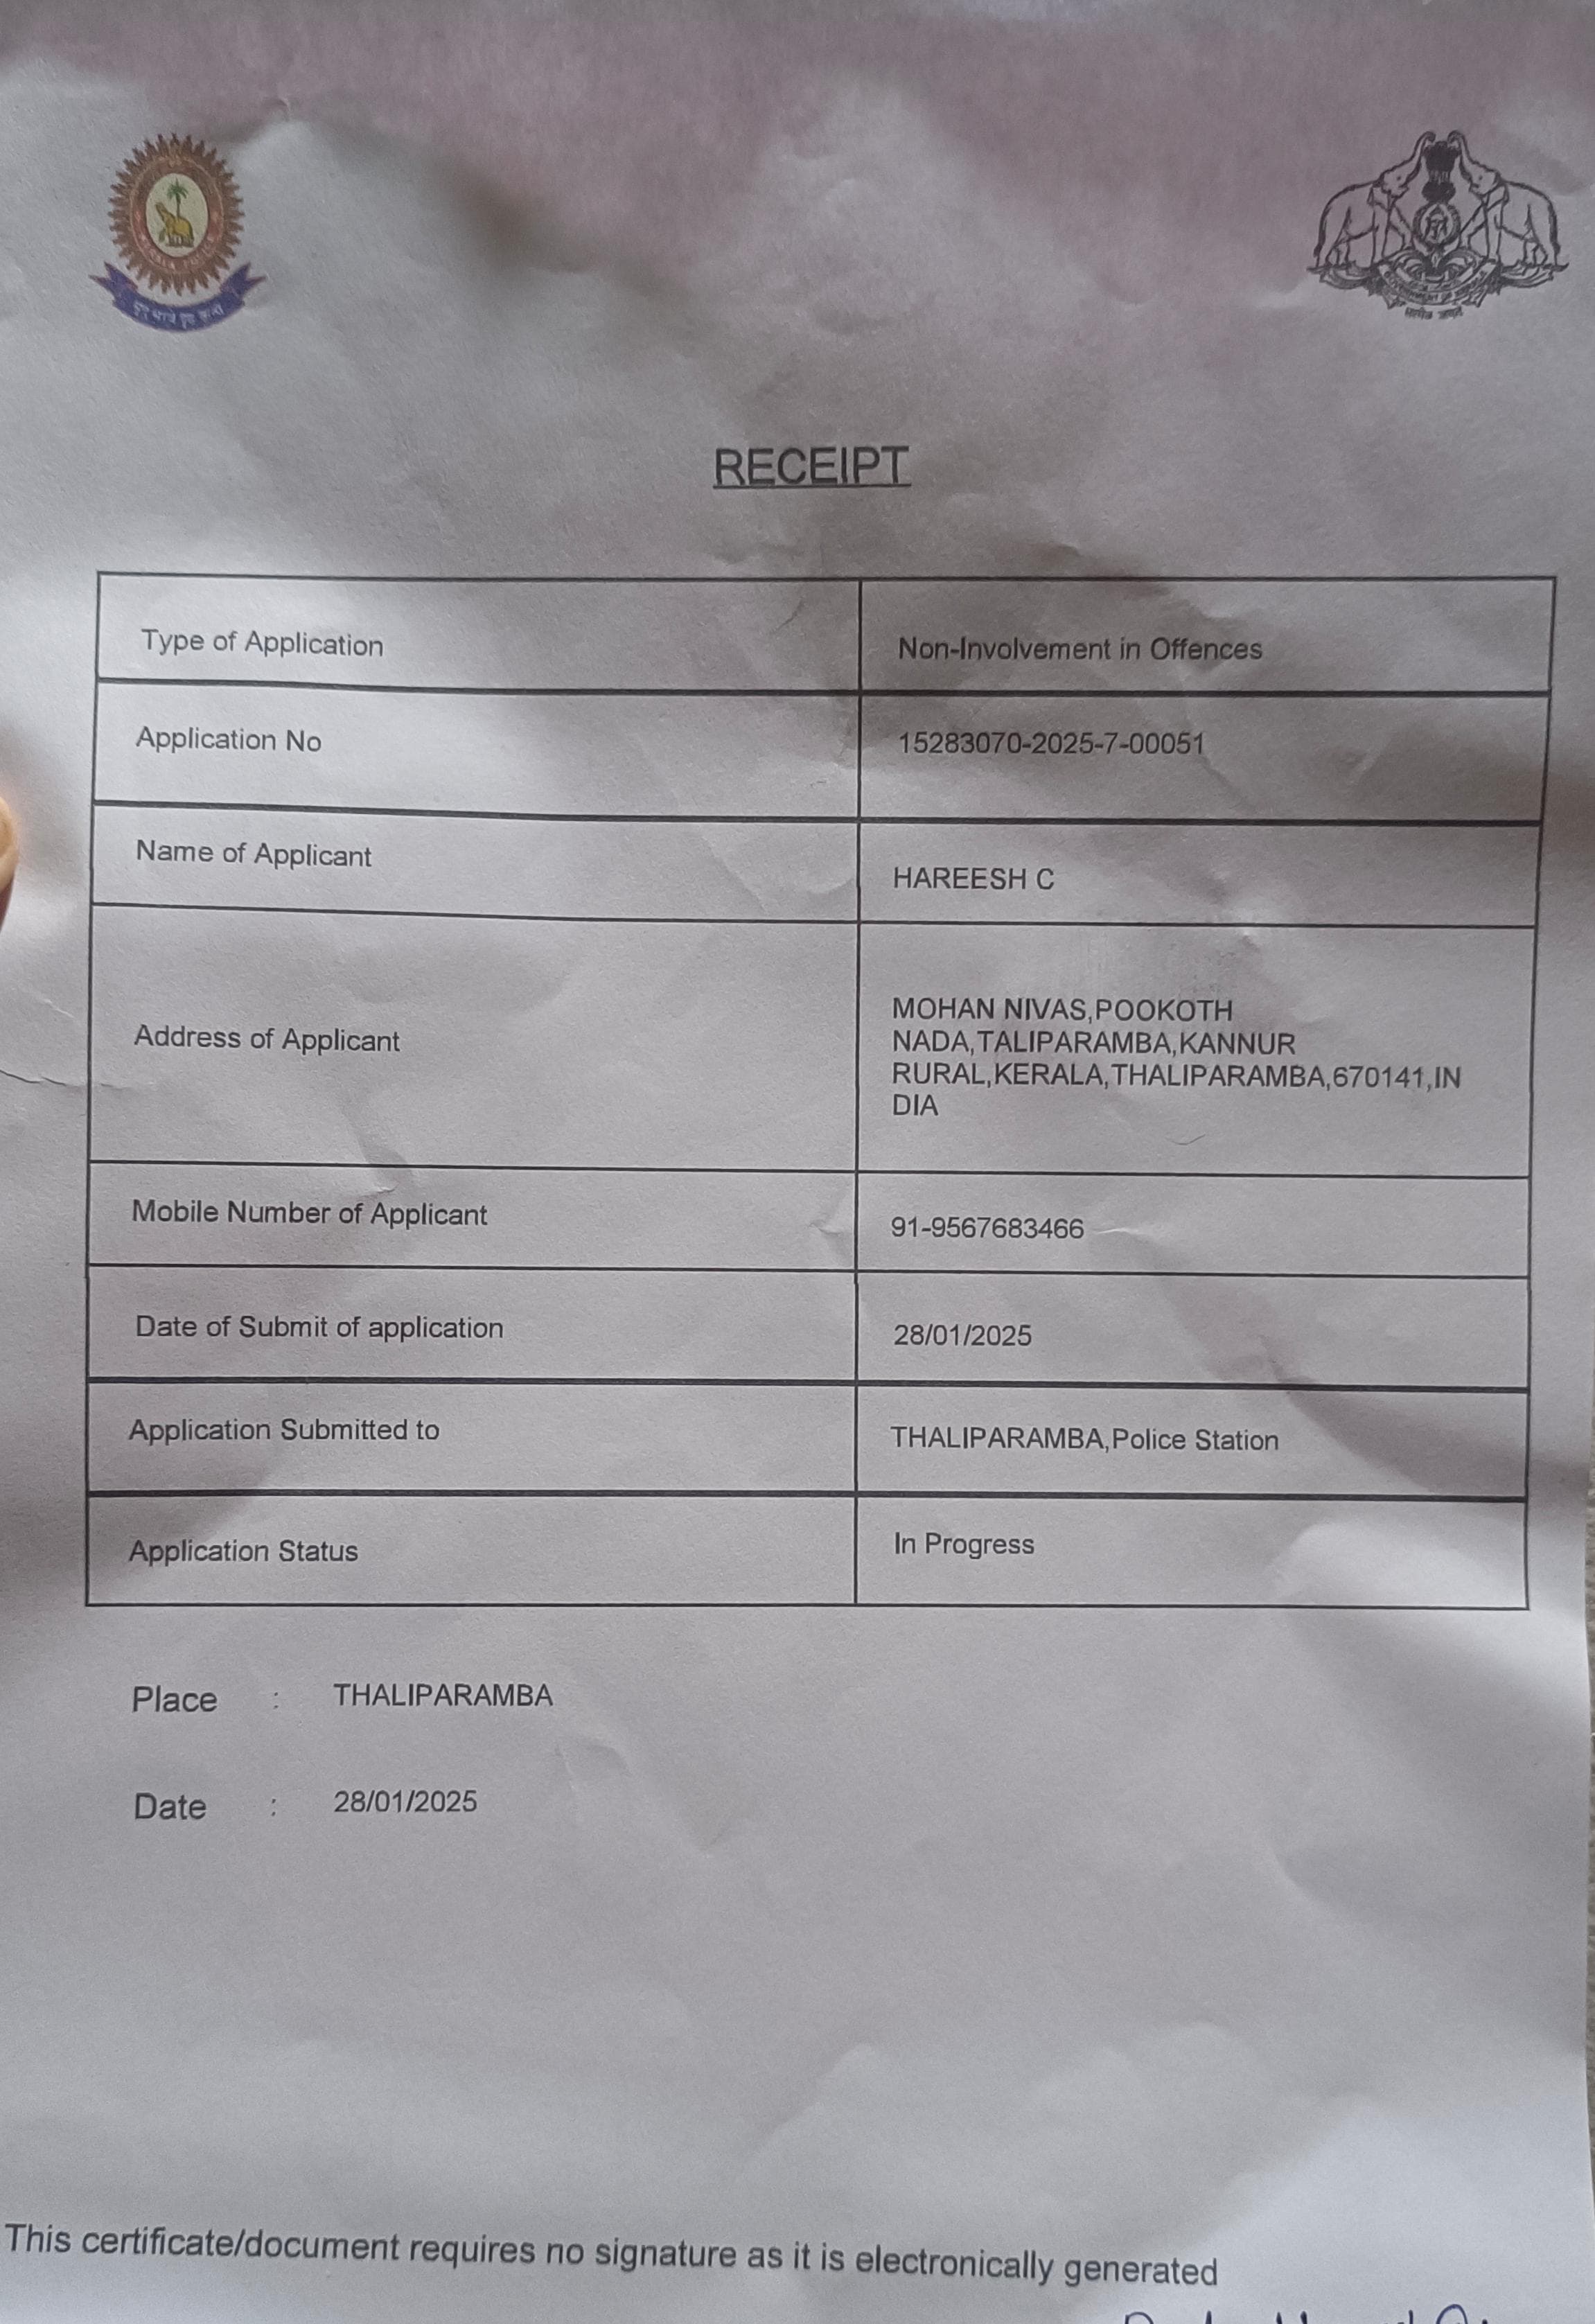 RECEIPT
Type of Application Non-Involvement in Offences
Application No 15283070-2025-7-00051
Name of Applicant HAREESH C
Address of Applicant MOHAN NIVAS,POOKOTH
NADA,TALIPARAMBA,KANNUR
RURAL,KERALA,THALIPARAMBA,670141,IN
DIA
Mobile Number of Applicant 91-9567683466
Date of Submit of application 28/01/2025
Application Submitted to THALIPARAMBA,Police Station
Application Status In Progress
Place : THALIPARAMBA
Date : 28/01/2025
This certificate/document requires no signature as it is electronically generated